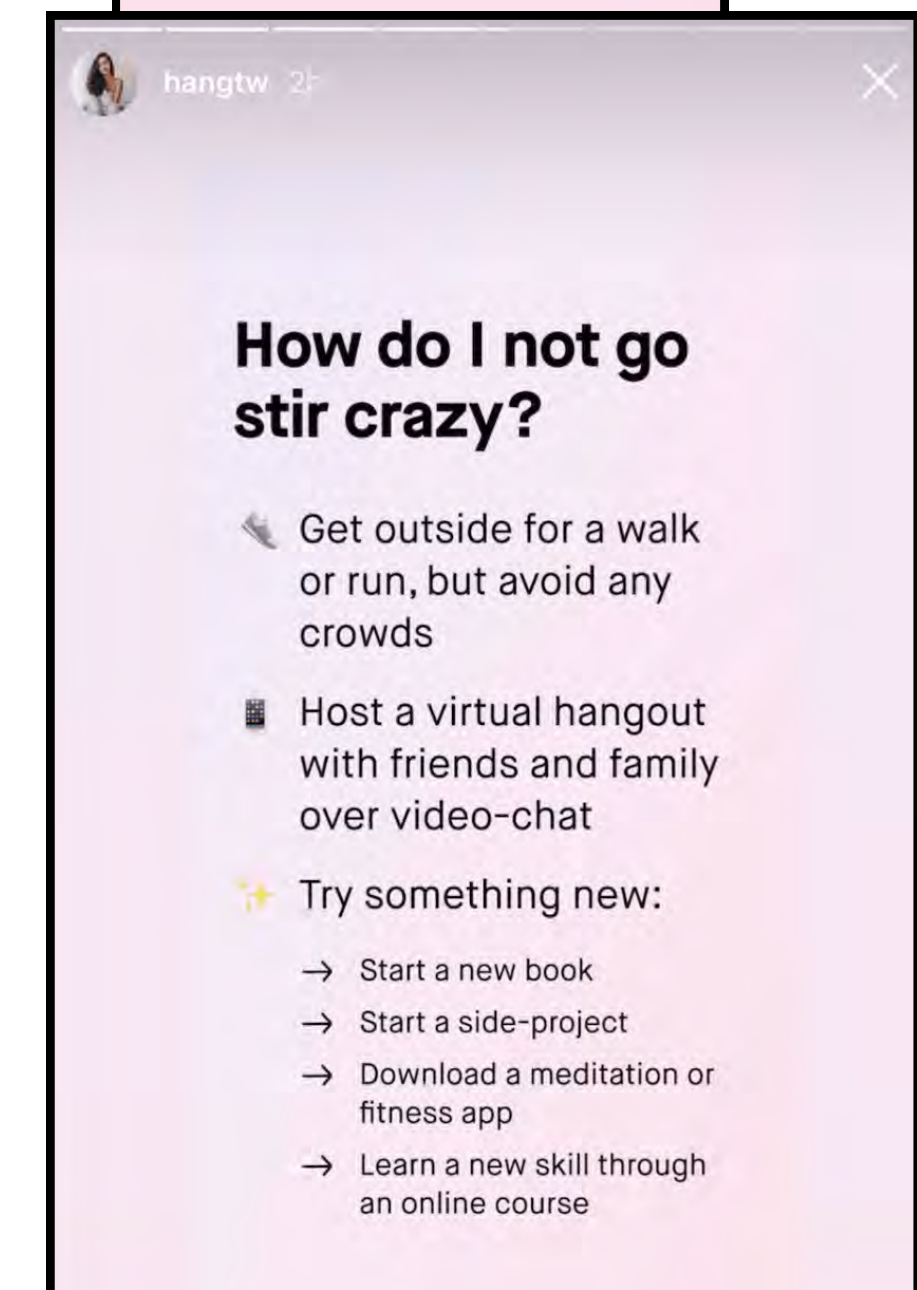 hangtw 2h
How do I not go
stir crazy?
Get outside for a walk
or run, but avoid any
crowds
Host a virtual hangout
with friends and family
over video-chat
Try something new:
→ Start a new book
→ Start a side-project
→ Download a meditation or
fitness app
→ Learn a new skill through
an online course